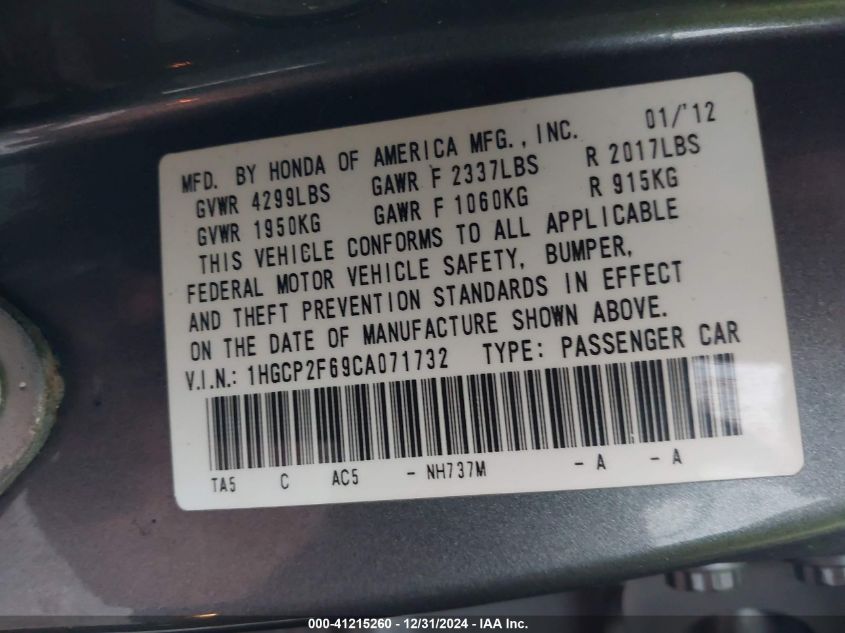 MFD. BY HONDA OF AMERICA MFG., INC. 01/'12
GVWR 4299LBS GAWR F 2337LBS R 2017LBS
GVWR 1950KG GAWR F 1060KG R 915KG
THIS VEHICLE CONFORMS TO ALL APPLICABLE
FEDERAL MOTOR VEHICLE SAFETY, BUMPER,
AND THEFT PREVENTION STANDARDS IN EFFECT
ON THE DATE OF MANUFACTURE SHOWN ABOVE.
V.I.N.: 1HGCP2F69CA071732 TYPE: PASSENGER CAR
TA5 C AC5 - NH737M - A - A
000-41215260 - 12/31/2024 - IAA Inc.